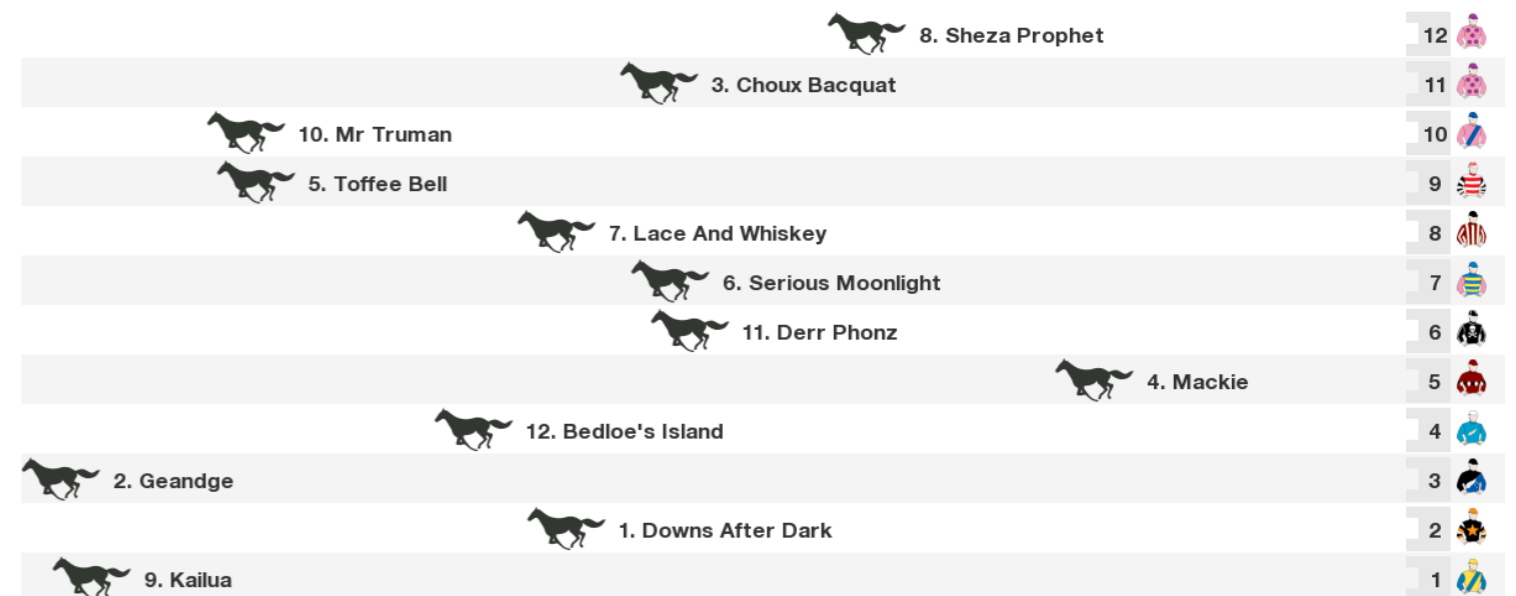 8. Sheza Prophet 12
3. Choux Bacquat 11
10. Mr Truman 10
5. Toffee Bell 9
7. Lace And Whiskey 8
6. Serious Moonlight 7
11. Derr Phonz 6
4. Mackie 5
12. Bedloe's Island 4
2. Geandge 3
1. Downs After Dark 2
9. Kailua 1